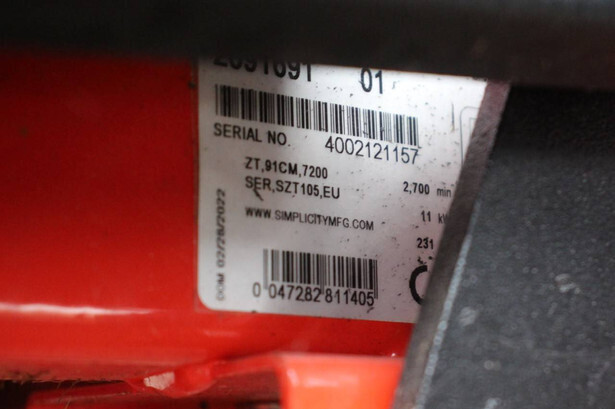 2691691 01
SERIAL NO. 4002121157
ZT,91CM,7200
SER,SZT105,EU
2,700 min
WWW.SIMPLICITYMFG.COM
11 kW
231
DOM 02/28/2022
0 047282 811405